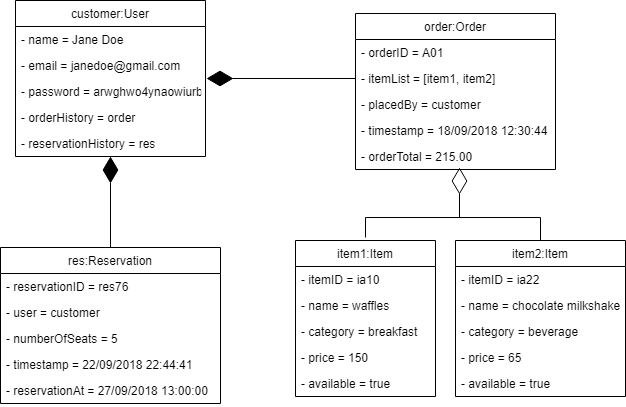 customer:User
- name = Jane Doe
- email = janedoe@gmail.com
- password = arwghwo4ynaowiurb
- orderHistory = order
- reservationHistory = res
order:Order
- orderID = A01
- itemList = [item1, item2]
- placedBy = customer
- timestamp = 18/09/2018 12:30:44
- orderTotal = 215.00
res:Reservation
- reservationID = res76
- user = customer
- numberOfSeats = 5
- timestamp = 22/09/2018 22:44:41
- reservationAt = 27/09/2018 13:00:00
item1:Item
- itemID = ia10
- name = waffles
- category = breakfast
- price = 150
- available = true
item2:Item
- itemID = ia22
- name = chocolate milkshake
- category = beverage
- price = 65
- available = true